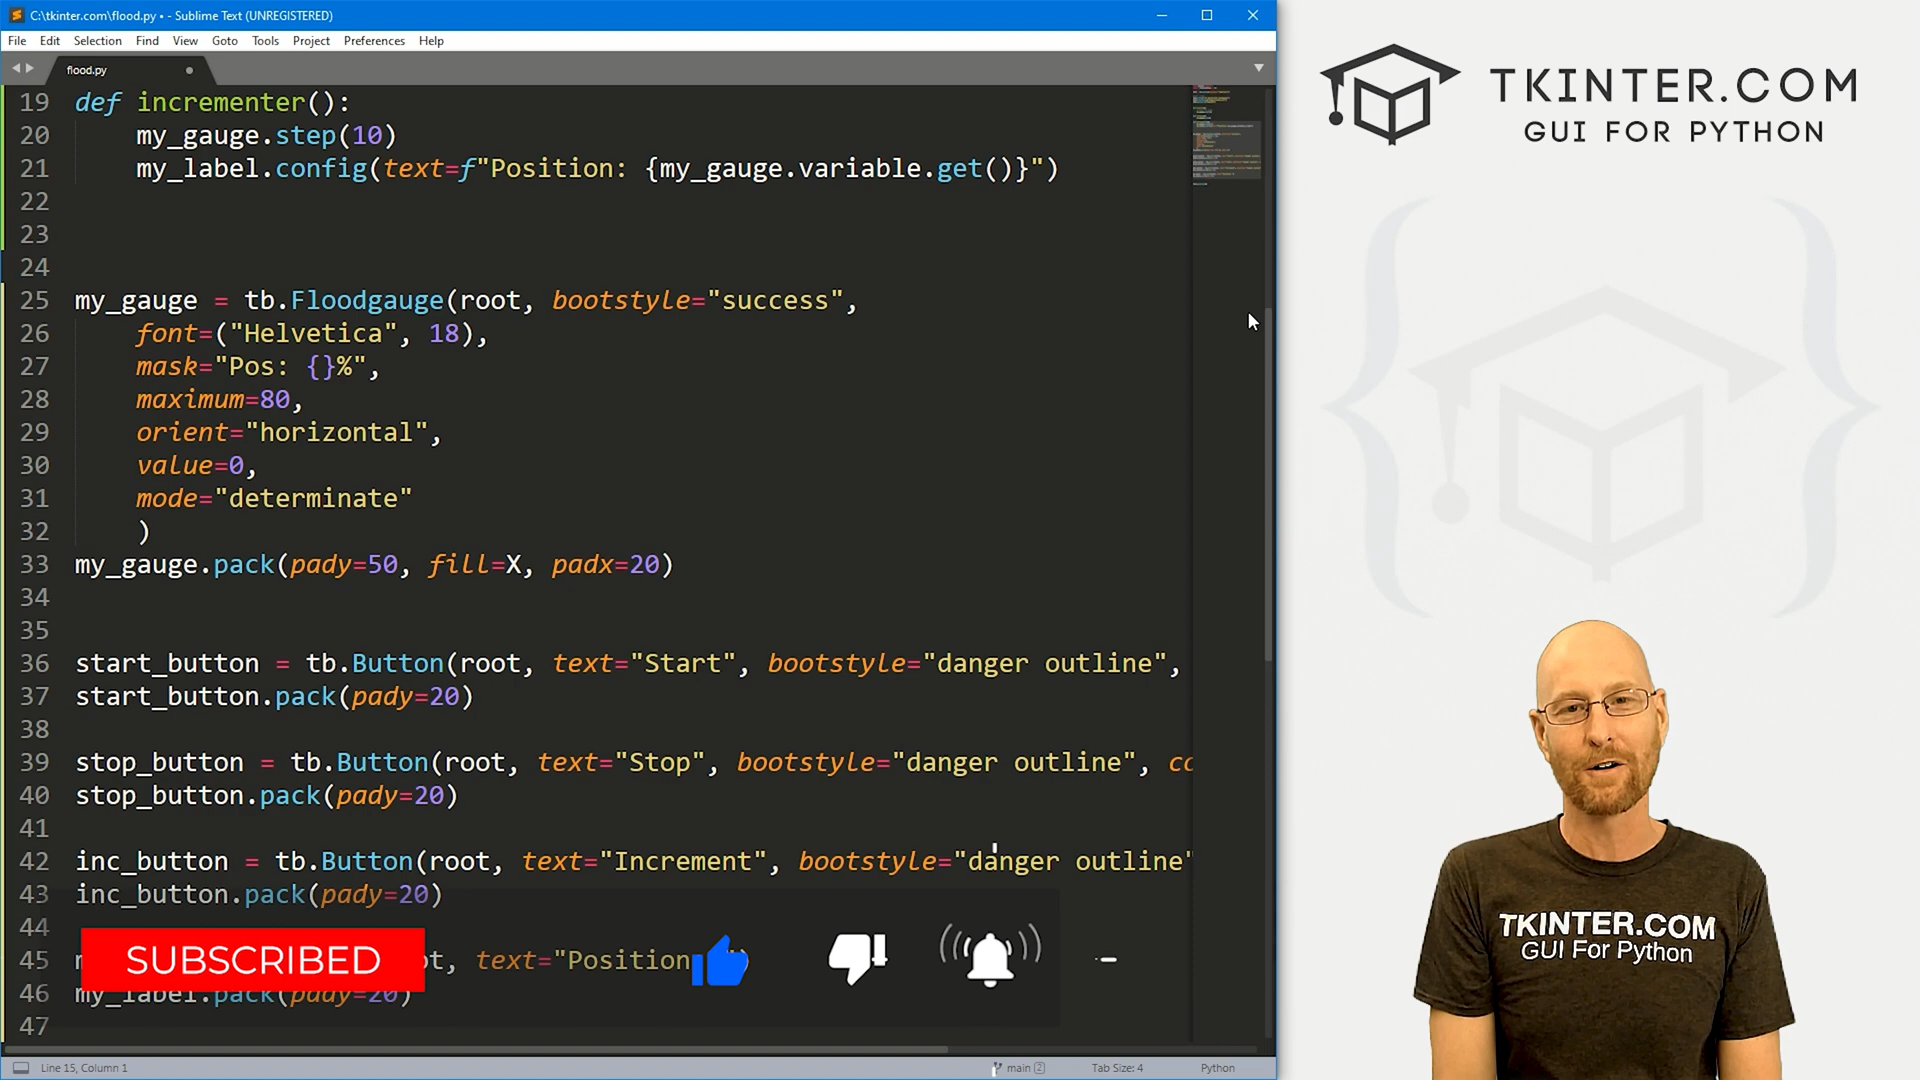 C:\tkinter.com\flood.py • - Sublime Text (UNREGISTERED)
File Edit Selection Find View Goto Tools Project Preferences Help
flood.py
19 def incrementer():
20 my_gauge.step(10)
21 my_label.config(text=f"Position: {my_gauge.variable.get()}")
22
23
24
25 my_gauge = tb.Floodgauge(root, bootstyle="success",
26 font=("Helvetica", 18),
27 mask="Pos: {}%",
28 maximum=80,
29 orient="horizontal",
30 value=0,
31 mode="determinate"
32 )
33 my_gauge.pack(pady=50, fill=X, padx=20)
34
35
36 start_button = tb.Button(root, text="Start", bootstyle="danger outline",
37 start_button.pack(pady=20)
38
39 stop_button = tb.Button(root, text="Stop", bootstyle="danger outline", co
40 stop_button.pack(pady=20)
41
42 inc_button = tb.Button(root, text="Increment", bootstyle="danger outline"
43 inc_button.pack(pady=20)
44
45 ot, text="Position
46 my_label.pack(pady=20)
47
SUBSCRIBED
Line 15, Column 1
main 2
Tab Size: 4
Python
TKINTER.COM
GUI FOR PYTHON
TKINTER.COM
GUI For Python